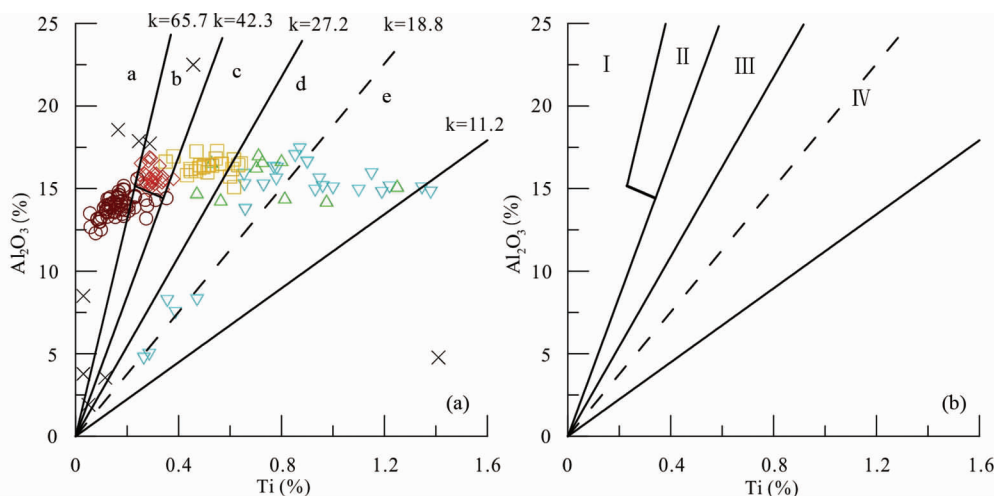 25
20
15
10
5
0
Al₂O₃ (%)
k=65.7
k=42.3
k=27.2
k=18.8
k=11.2
a
b
c
d
e
(a)
0
0.4
0.8
1.2
1.6
Ti (%)
25
20
15
10
5
0
Al₂O₃ (%)
Ⅰ
Ⅱ
Ⅲ
Ⅳ
(b)
0
0.4
0.8
1.2
1.6
Ti (%)